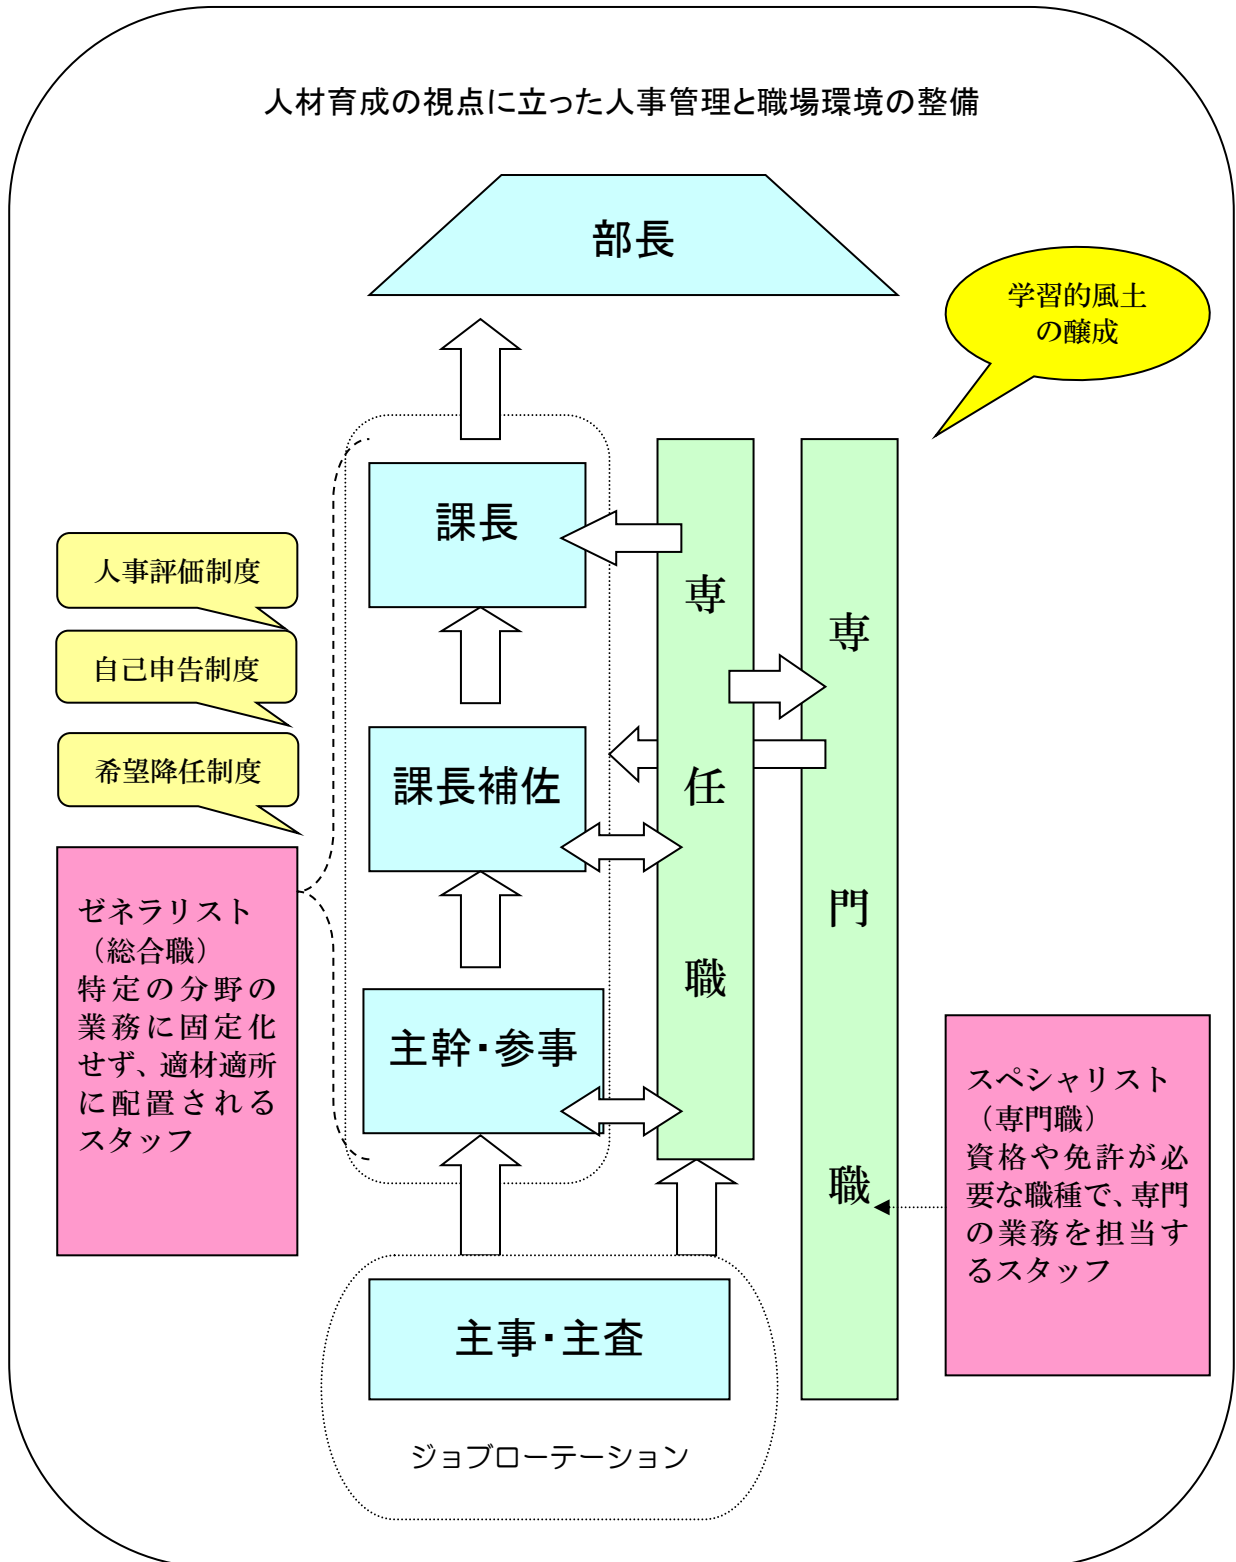 人材育成の視点に立った人事管理と職場環境の整備
部長
学習的風土
の醸成
課長
人事評価制度
自己申告制度
課長補佐
希望降任制度
専任職
専門職
ゼネラリスト
（総合職）
特定の分野の
業務に固定化
せず、適材適所
に配置される
スタッフ
主幹・参事
スペシャリスト
（専門職）
資格や免許が必
要な職種で、専門
の業務を担当す
るスタッフ
主事・主査
ジョブローテーション